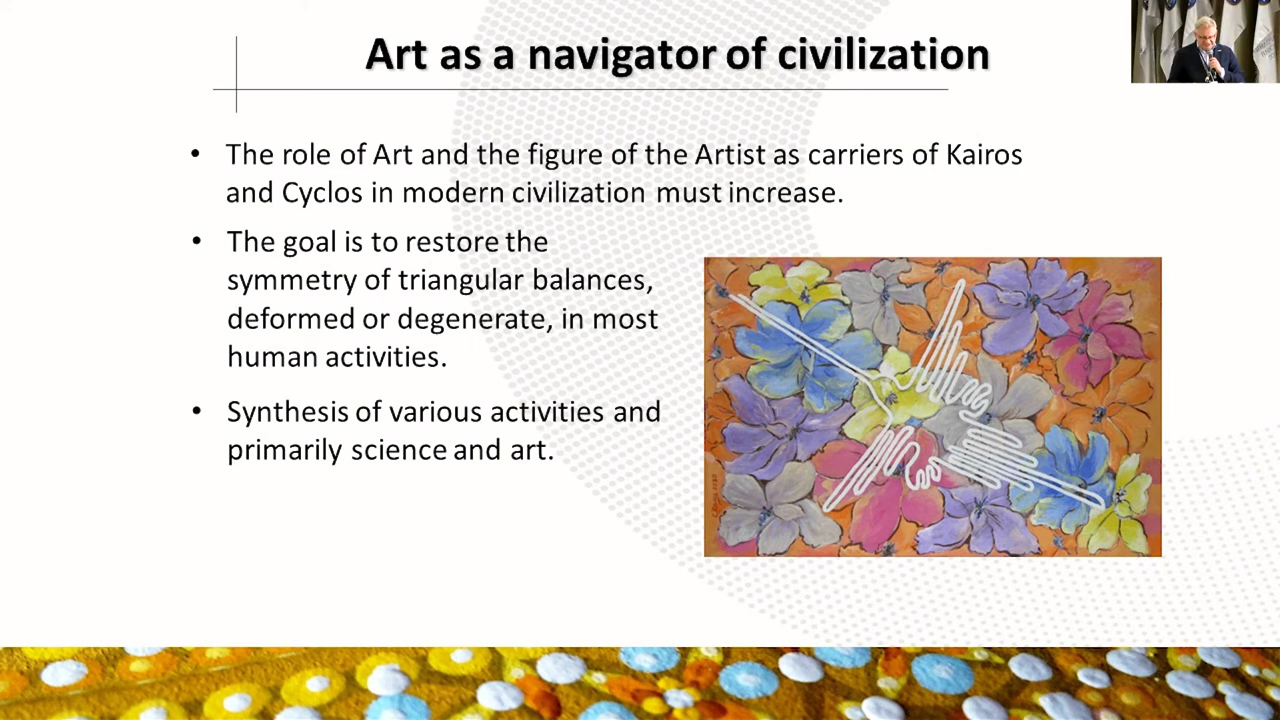 Art as a navigator of civilization
• The role of Art and the figure of the Artist as carriers of Kairos
and Cyclos in modern civilization must increase.
• The goal is to restore the
symmetry of triangular balances,
deformed or degenerate, in most
human activities.
• Synthesis of various activities and
primarily science and art.